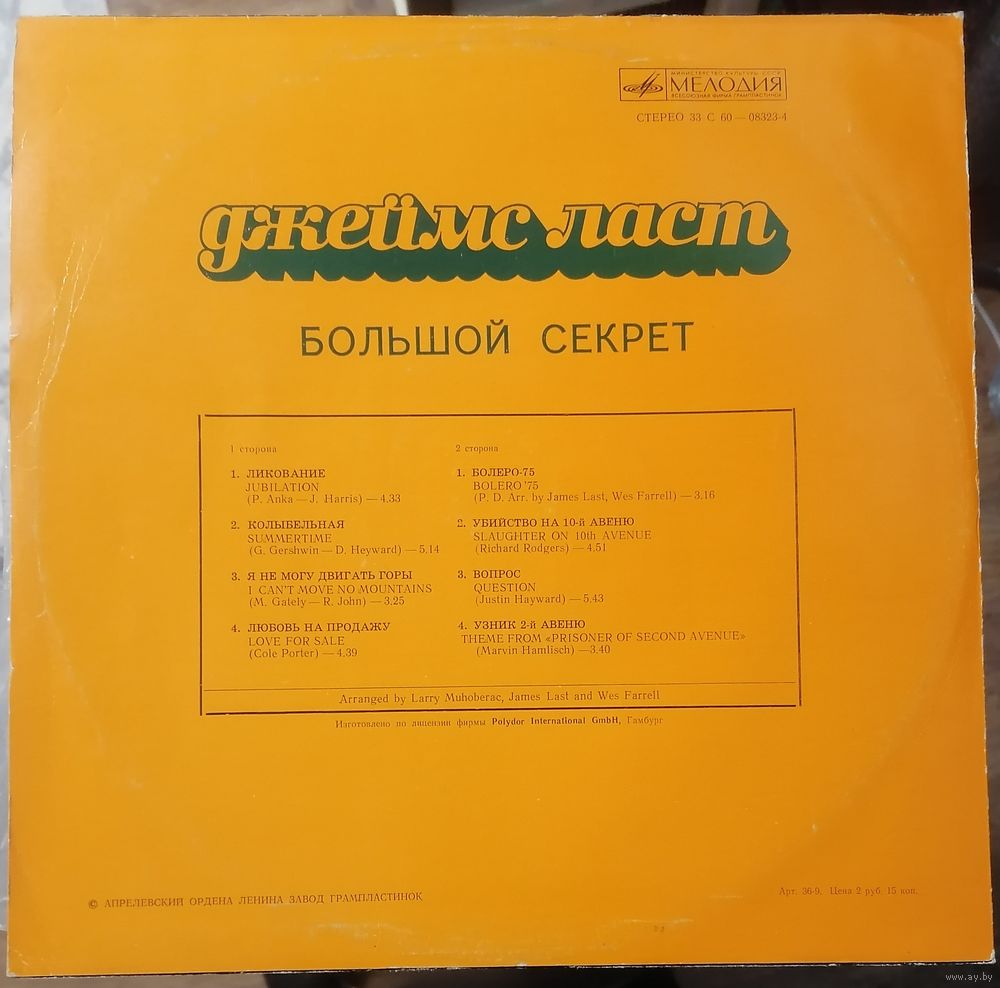 МИНИСТЕРСТВО КУЛЬТУРЫ СССР
МЕЛОДИЯ
ВСЕСОЮЗНАЯ ФИРМА ГРАМПЛАСТИНОК
СТЕРЕО 33 С 60 — 08323-4
джеймс ласт
БОЛЬШОЙ СЕКРЕТ
1 сторона
1. ЛИКОВАНИЕ
JUBILATION
(P. Anka — J. Harris) — 4.33
2. КОЛЫБЕЛЬНАЯ
SUMMERTIME
(G. Gershwin — D. Heyward) — 5.14
3. Я НЕ МОГУ ДВИГАТЬ ГОРЫ
I CAN'T MOVE NO MOUNTAINS
(M. Gately — R. John) — 3.25
4. ЛЮБОВЬ НА ПРОДАЖУ
LOVE FOR SALE
(Cole Porter) — 4.39
2 сторона
1. БОЛЕРО-75
BOLERO '75
(P. D. Arr. by James Last, Wes Farrell) — 3.16
2. УБИЙСТВО НА 10-й АВЕНЮ
SLAUGHTER ON 10th AVENUE
(Richard Rodgers) — 4.51
3. ВОПРОС
QUESTION
(Justin Hayward) — 5.43
4. УЗНИК 2-й АВЕНЮ
THEME FROM «PRISONER OF SECOND AVENUE»
(Marvin Hamlisch) —3.40
Arranged by Larry Muhoberac, James Last and Wes Farrell
Изготовлено по лицензии фирмы Polydor International GmbH, Гамбург
© АПРЕЛЕВСКИЙ ОРДЕНА ЛЕНИНА ЗАВОД ГРАМПЛАСТИНОК
Арт. 36-9. Цена 2 руб. 15 коп.
www.ay.by